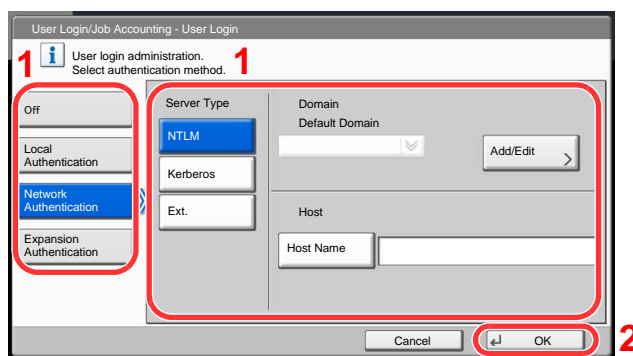 User Login/Job Accounting - User Login
1
i
User login administration.
Select authentication method.
1
Off
Local
Authentication
Network
Authentication
Expansion
Authentication
Server Type
NTLM
Kerberos
Ext.
Domain
Default Domain
Add/Edit
Host
Host Name
Cancel
OK
2